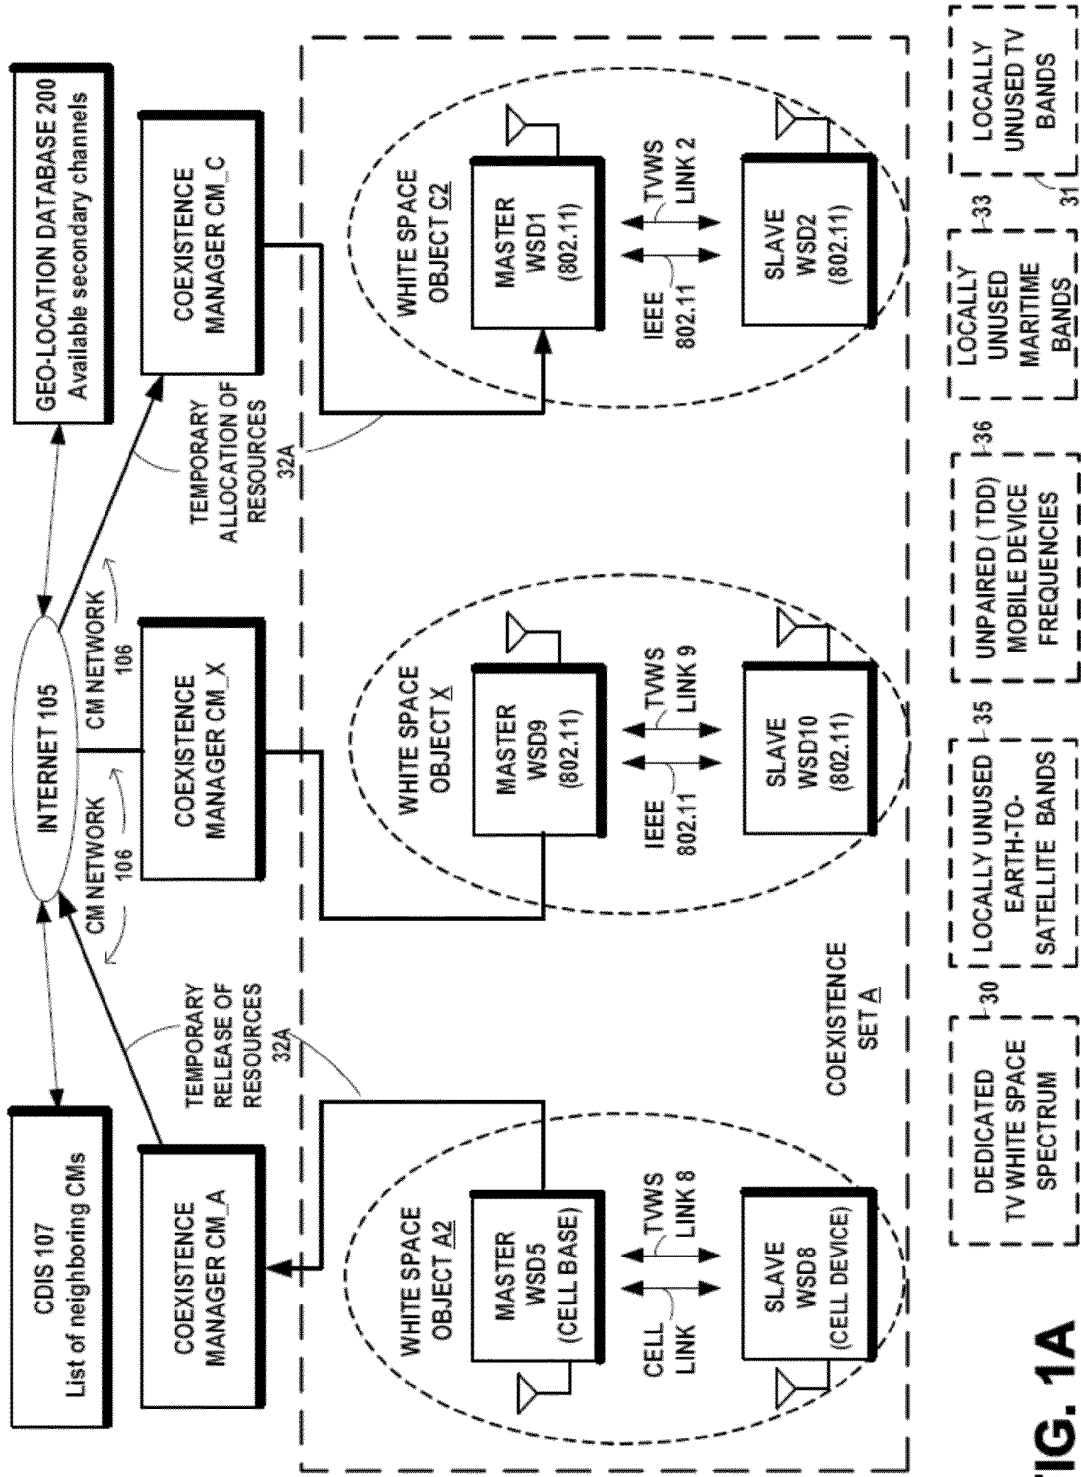 CDIS 107
List of neighboring CMs
INTERNET 105
GEO-LOCATION DATABASE 200
Available secondary channels
CM NETWORK
106
CM NETWORK
106
COEXISTENCE
MANAGER CM_A
COEXISTENCE
MANAGER CM_X
COEXISTENCE
MANAGER CM_C
TEMPORARY
RELEASE OF
RESOURCES
32A
TEMPORARY
ALLOCATION OF
RESOURCES
32A
WHITE SPACE
OBJECT A2
MASTER
WSD5
(CELL BASE)
CELL
LINK
TVWS
LINK 8
SLAVE
WSD8
(CELL DEVICE)
WHITE SPACE
OBJECT X
MASTER
WSD9
(802.11)
IEEE
802.11
TVWS
LINK 9
SLAVE
WSD10
(802.11)
WHITE SPACE
OBJECT C2
MASTER
WSD1
(802.11)
IEEE
802.11
TVWS
LINK 2
SLAVE
WSD2
(802.11)
COEXISTENCE
SET A
30
DEDICATED
TV WHITE SPACE
SPECTRUM
35
LOCALLY UNUSED
EARTH-TO-
SATELLITE BANDS
36
UNPAIRED ( TDD)
MOBILE DEVICE
FREQUENCIES
33
LOCALLY
UNUSED
MARITIME
BANDS
31
LOCALLY
UNUSED TV
BANDS
FIG. 1A